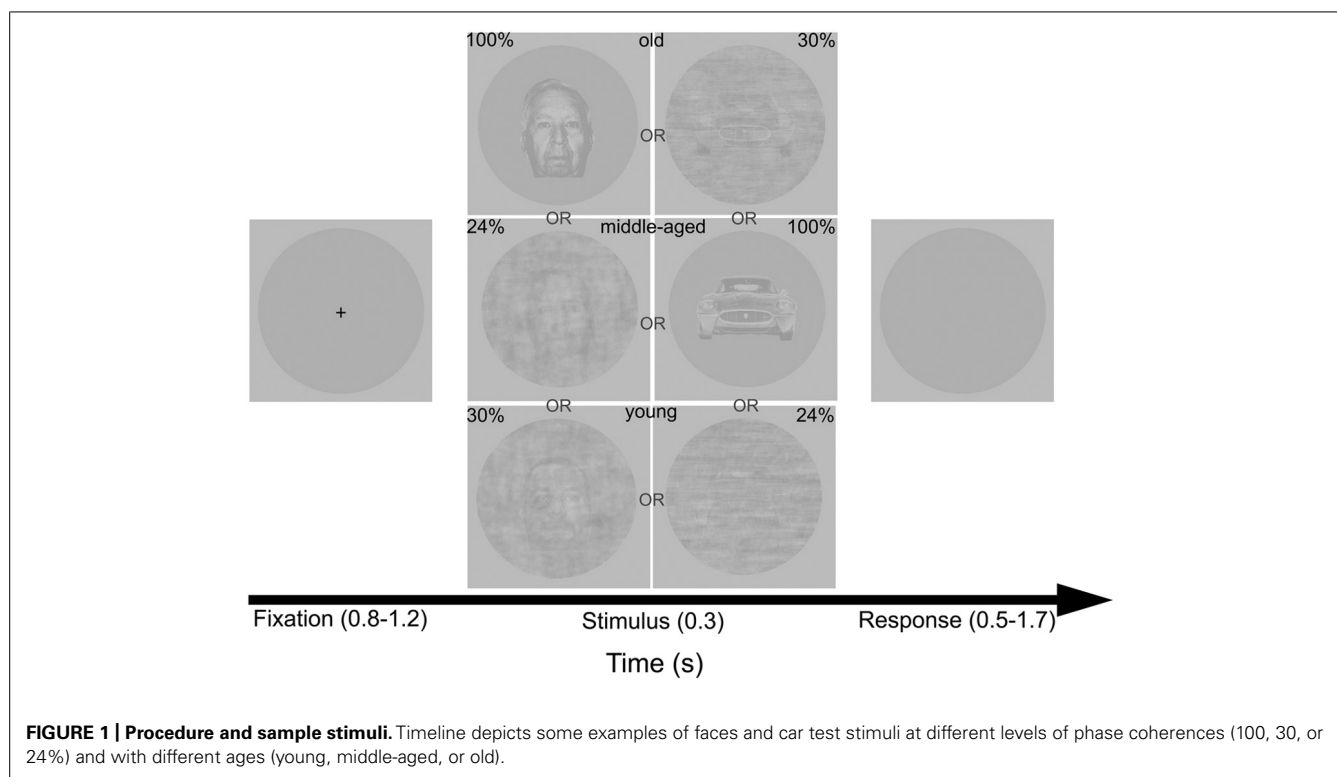 100% old 30%
OR
OR OR
24% middle-aged 100%
+
OR
OR OR
30% young 24%
OR
Fixation (0.8-1.2) Stimulus (0.3) Response (0.5-1.7)
Time (s)
FIGURE 1 | Procedure and sample stimuli. Timeline depicts some examples of faces and car test stimuli at different levels of phase coherences (100, 30, or
24%) and with different ages (young, middle-aged, or old).